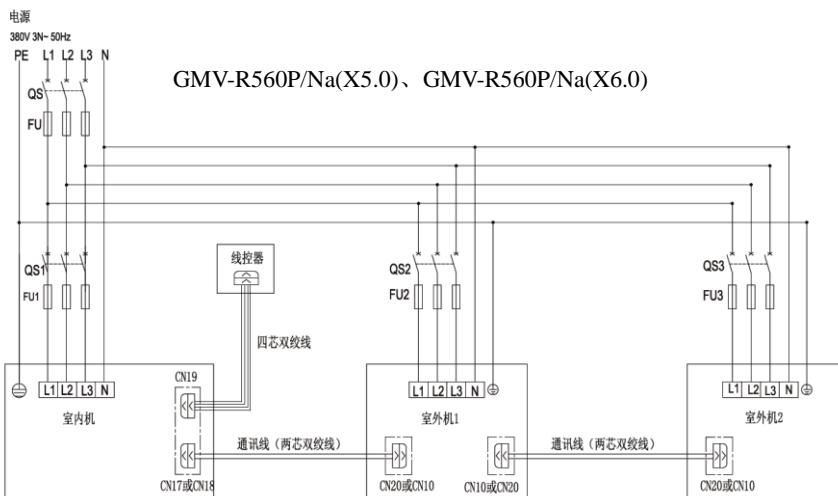 电源
380V 3N~ 50Hz
PE L1 L2 L3 N
GMV-R560P/Na(X5.0)、GMV-R560P/Na(X6.0)
QS
FU
线控器
QS1
QS2
QS3
FU1
FU2
FU3
四芯双绞线
CN19
L1 L2 L3 N
L1 L2 L3 N
L1 L2 L3 N
室内机
室外机1
室外机2
通讯线（两芯双绞线）
通讯线（两芯双绞线）
CN17或CN18
CN20或CN10
CN10或CN20
CN20或CN10